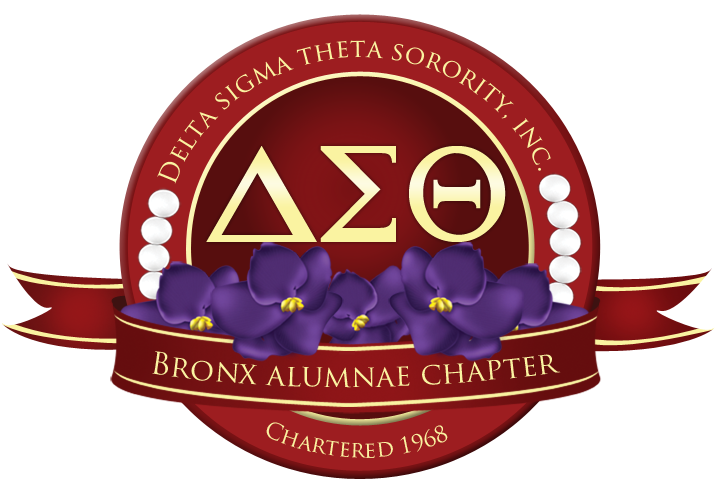 Delta Sigma Theta Sorority, Inc.
ΔΣΘ
Bronx Alumnae Chapter
Chartered 1968